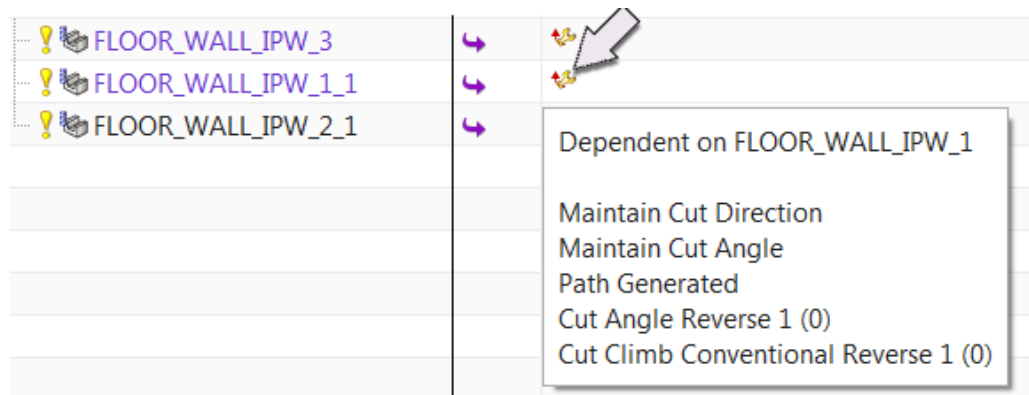 FLOOR_WALL_IPW_3
FLOOR_WALL_IPW_1_1
FLOOR_WALL_IPW_2_1
Dependent on FLOOR_WALL_IPW_1
Maintain Cut Direction
Maintain Cut Angle
Path Generated
Cut Angle Reverse 1 (0)
Cut Climb Conventional Reverse 1 (0)